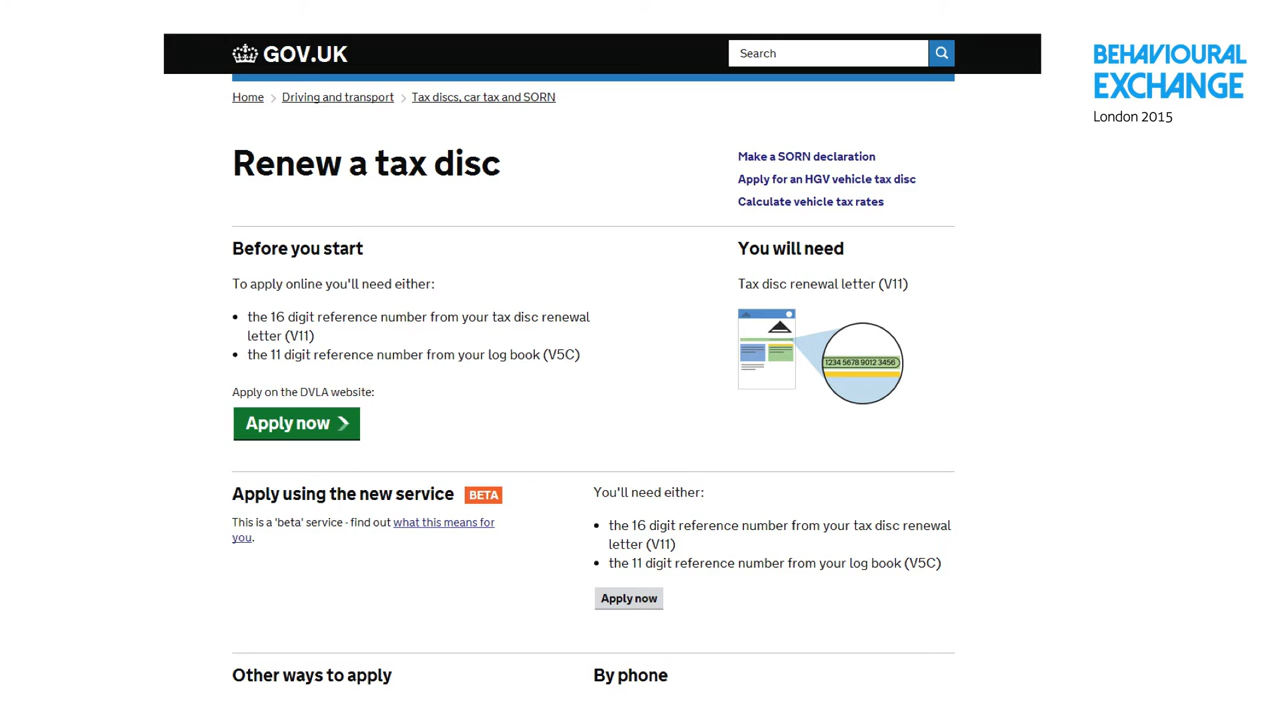 GOV.UK
Search
BEHAVIOURAL
EXCHANGE
London 2015
Home
Driving and transport
Tax discs, car tax and SORN
Renew a tax disc
Make a SORN declaration
Apply for an HGV vehicle tax disc
Calculate vehicle tax rates
Before you start
To apply online you'll need either:
• the 16 digit reference number from your tax disc renewal
letter (V11)
• the 11 digit reference number from your log book (V5C)
Apply on the DVLA website:
Apply now
You will need
Tax disc renewal letter (V11)
1234 5678 9012 3456
Apply using the new service BETA
This is a 'beta' service - find out what this means for
you.
You'll need either:
• the 16 digit reference number from your tax disc renewal
letter (V11)
• the 11 digit reference number from your log book (V5C)
Apply now
Other ways to apply
By phone